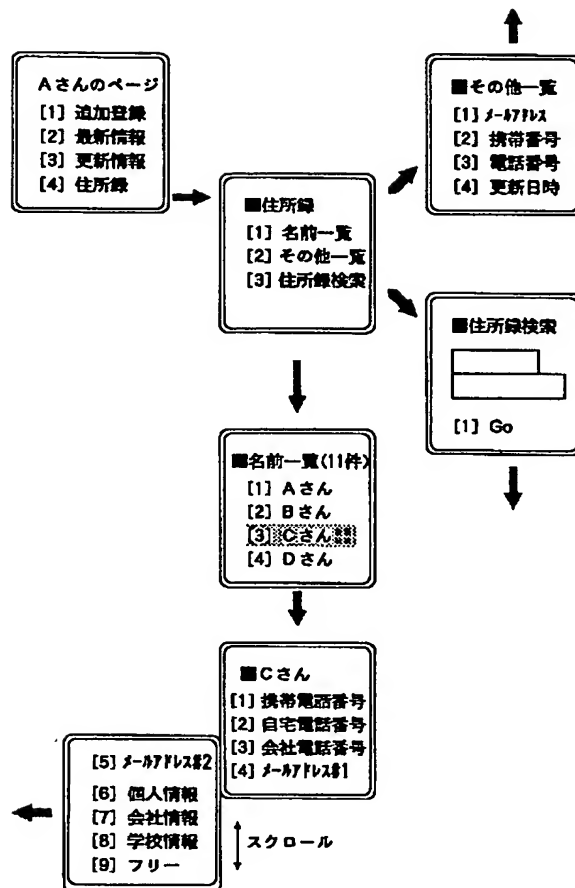 Aさんのページ
[1] 追加登録
[2] 最新情報
[3] 更新情報
[4] 住所録
■住所録
[1] 名前一覧
[2] その他一覧
[3] 住所録検索
■その他一覧
[1] メールアドレス
[2] 携帯番号
[3] 電話番号
[4] 更新日時
■住所録検索
[1] Go
■名前一覧(11件)
[1] Aさん
[2] Bさん
[3] Cさん
[4] Dさん
■Cさん
[1] 携帯電話番号
[2] 自宅電話番号
[3] 会社電話番号
[4] メールアドレス#1
[5] メールアドレス#2
[6] 個人情報
[7] 会社情報
[8] 学校情報
[9] フリー
スクロール